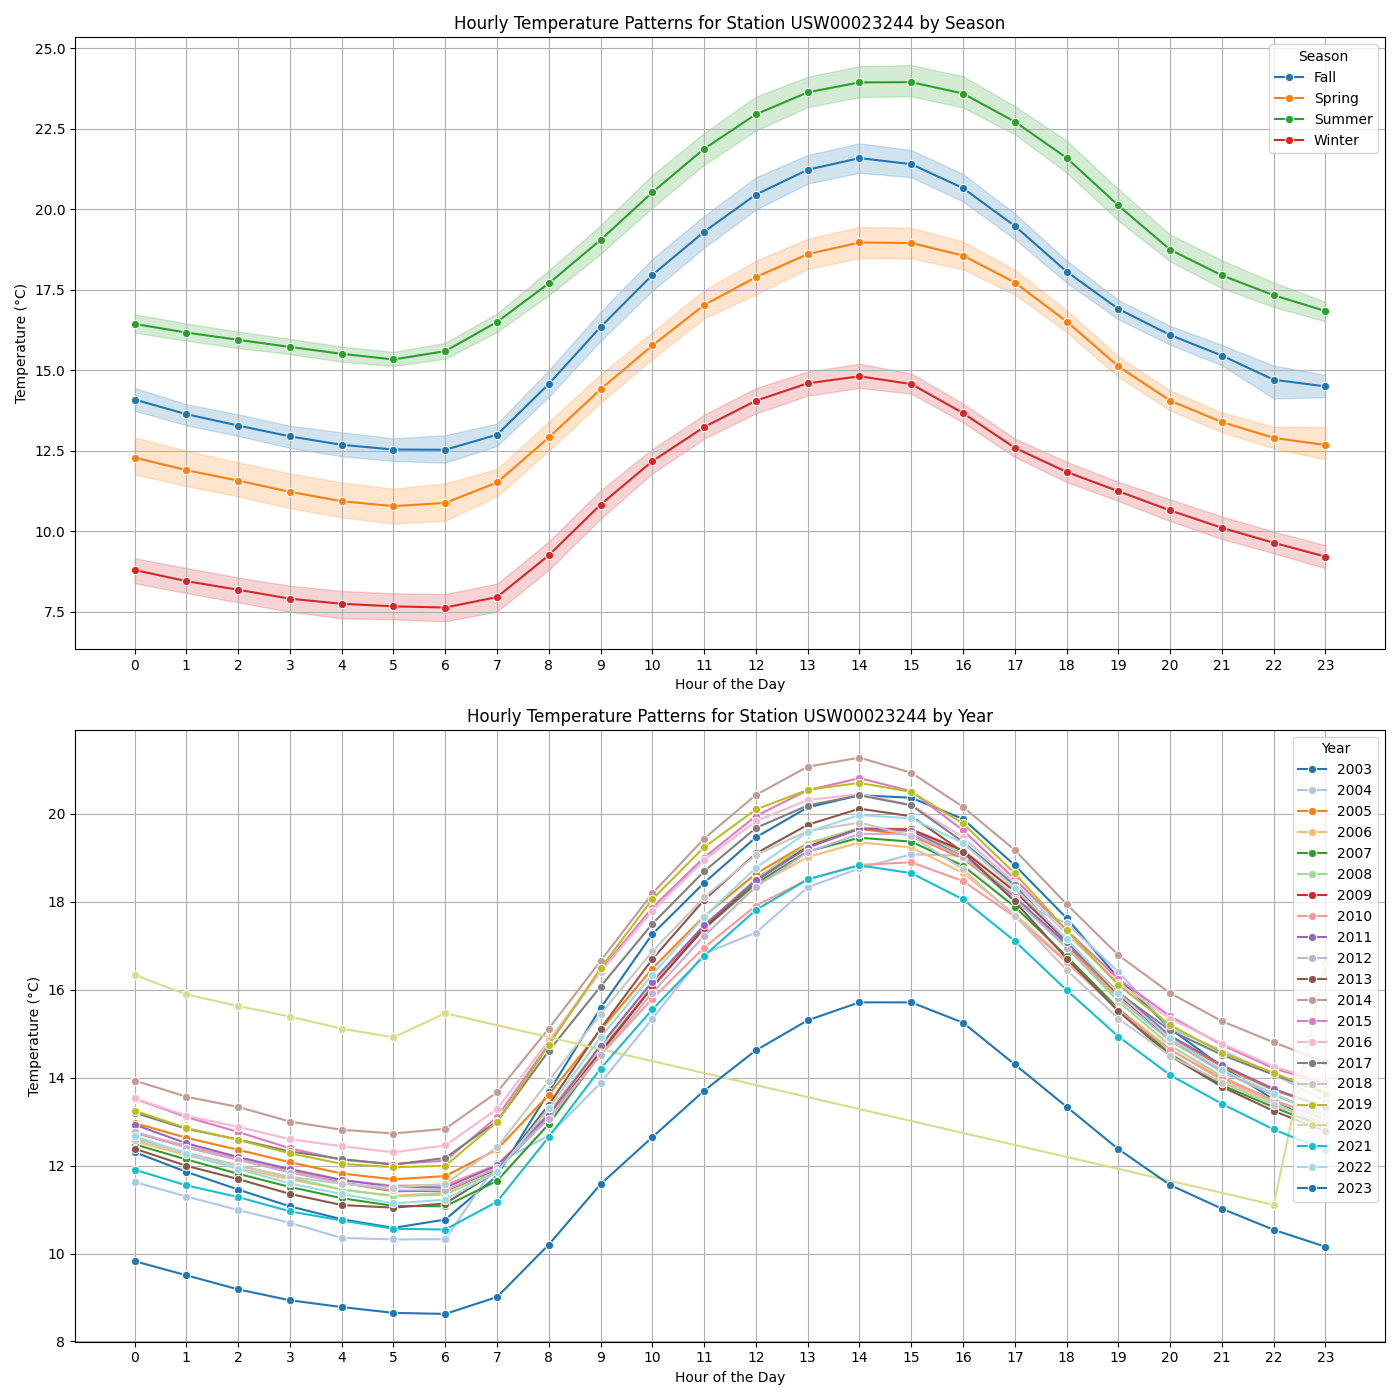 Hourly Temperature Patterns for Station USW00023244 by Season
Temperature (°C)
25.0
22.5
20.0
17.5
15.0
12.5
10.0
7.5
Season
Fall
Spring
Summer
Winter
0 1 2 3 4 5 6 7 8 9 10 11 12 13 14 15 16 17 18 19 20 21 22 23
Hour of the Day
Hourly Temperature Patterns for Station USW00023244 by Year
Temperature (°C)
20
18
16
14
12
10
8
Year
2003
2004
2005
2006
2007
2008
2009
2010
2011
2012
2013
2014
2015
2016
2017
2018
2019
2020
2021
2022
2023
0 1 2 3 4 5 6 7 8 9 10 11 12 13 14 15 16 17 18 19 20 21 22 23
Hour of the Day